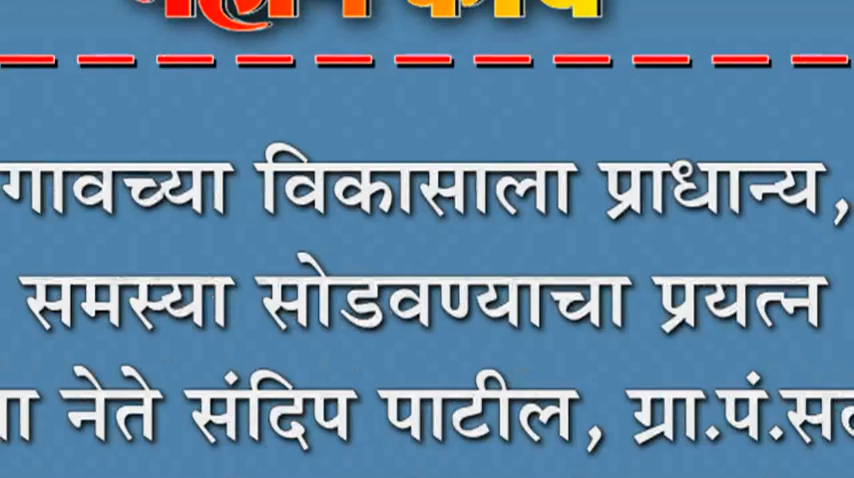 गावच्या विकासाला प्राधान्य,
समस्या सोडवण्याचा प्रयत्न
नेते संदिप पाटील, ग्रा.पं.